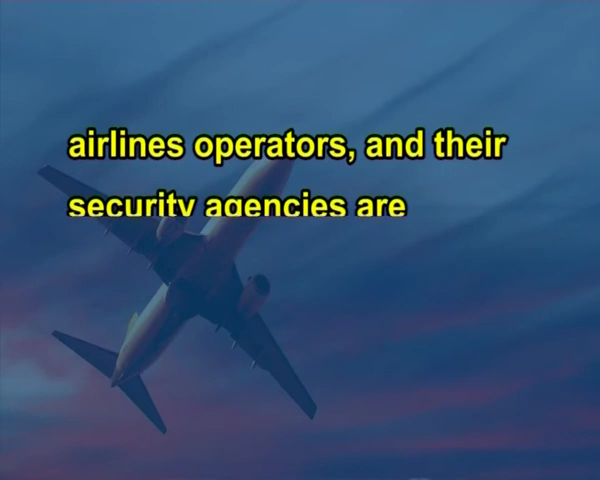 airlines operators, and their
security agencies are